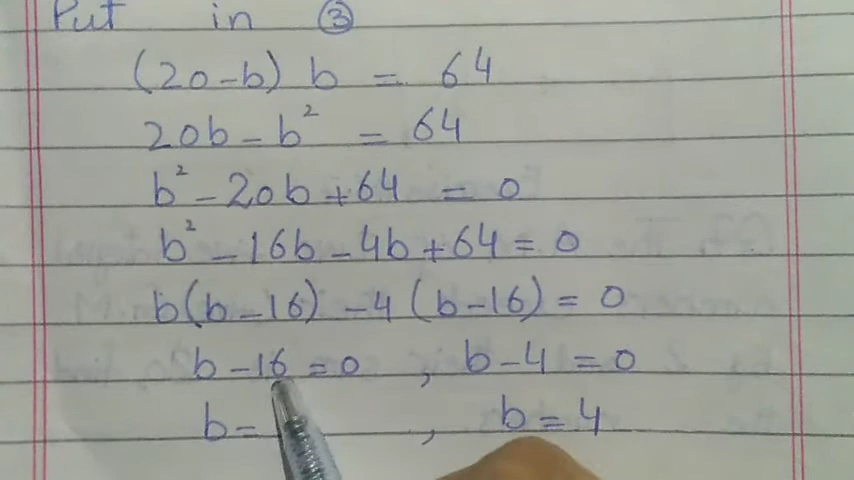 Put in ③
(20-b) b = 64
20b - b² = 64
b² - 20b + 64 = 0
b² - 16b - 4b + 64 = 0
b(b - 16) - 4 (b - 16) = 0
b - 16 = 0 , b - 4 = 0
b = , b = 4